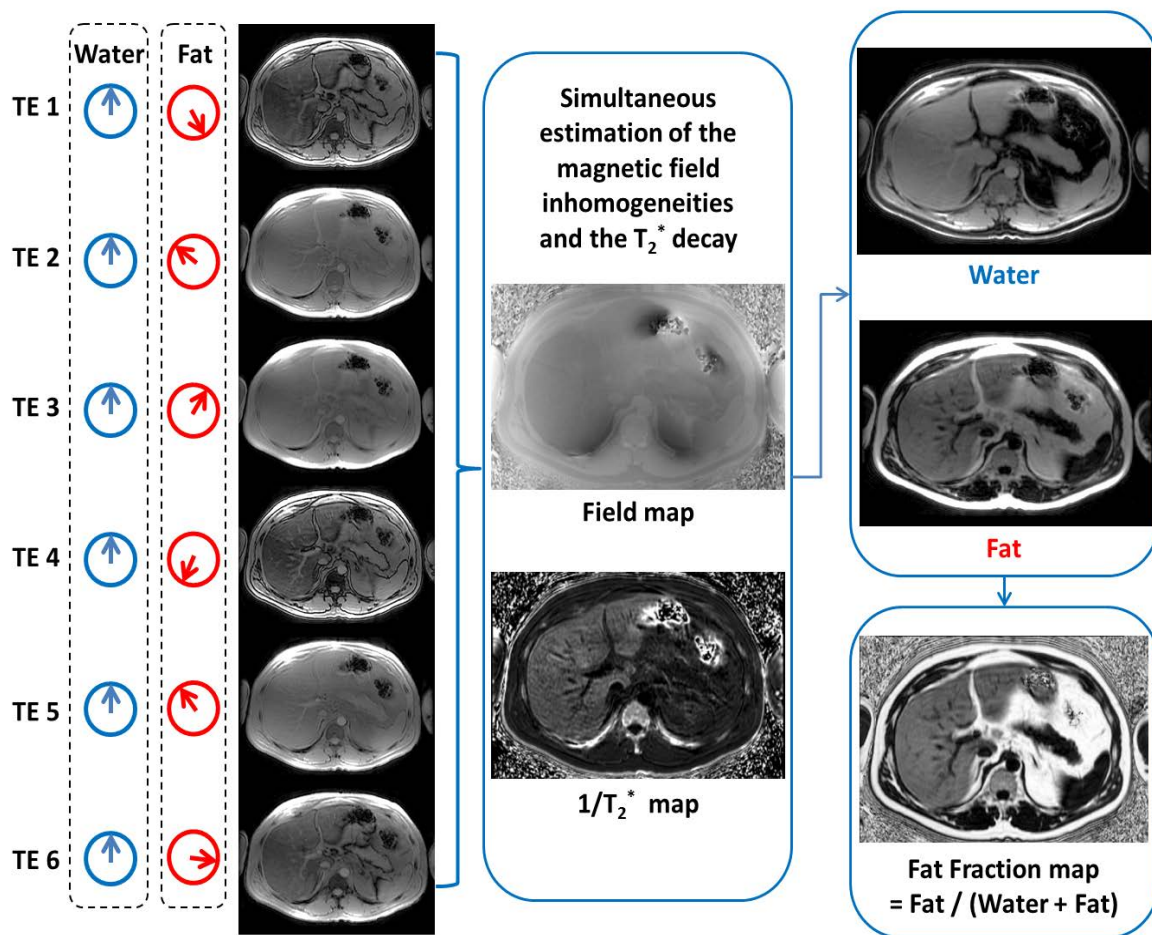 Water
Fat
TE 1
TE 2
TE 3
TE 4
TE 5
TE 6
Simultaneous
estimation of the
magnetic field
inhomogeneities
and the T₂* decay
Field map
1/T₂* map
Water
Fat
Fat Fraction map
= Fat / (Water + Fat)